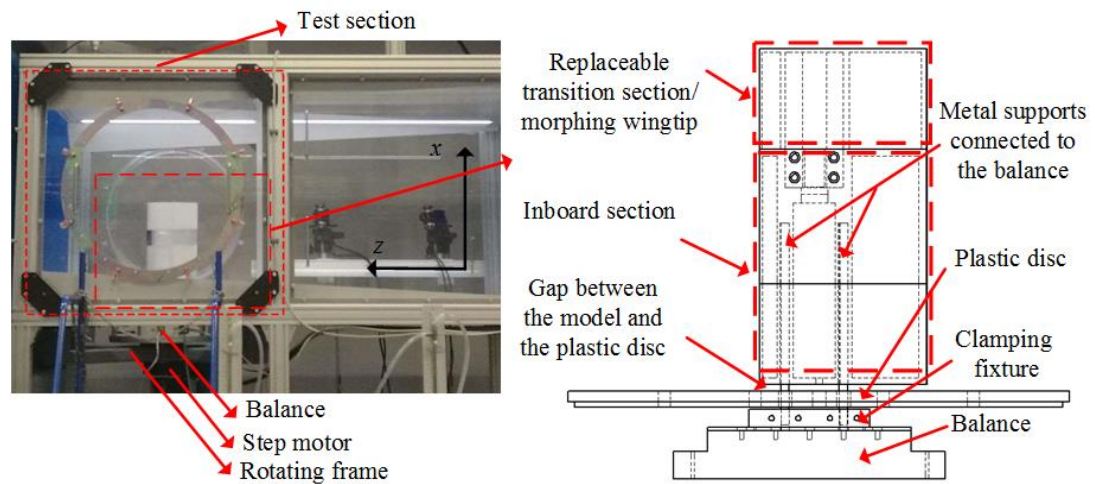 Test section
x
z
Balance
Step motor
Rotating frame
Replaceable
transition section/
morphing wingtip
Inboard section
Gap between
the model and
the plastic disc
Metal supports
connected to
the balance
Plastic disc
Clamping
fixture
Balance